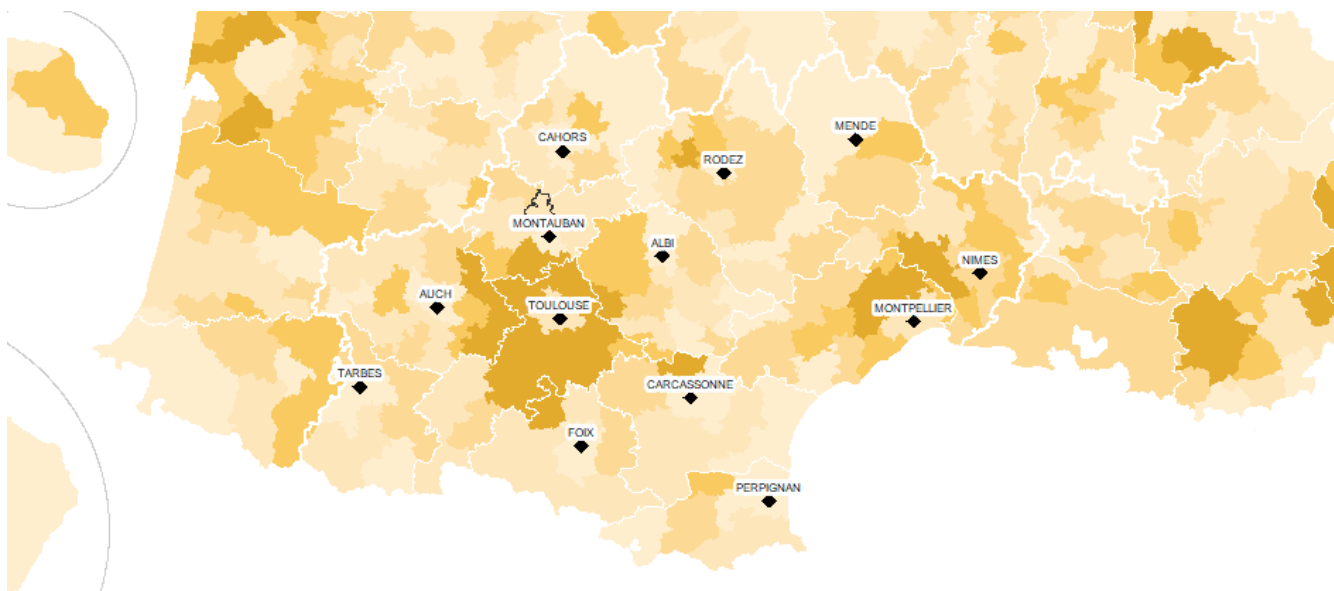 MENDE
CAHORS
RODEZ
MONTAUBAN
ALBI
NIMES
AUCH
TOULOUSE
MONTPELLIER
TARBES
CARCASSONNE
FOIX
PERPIGNAN